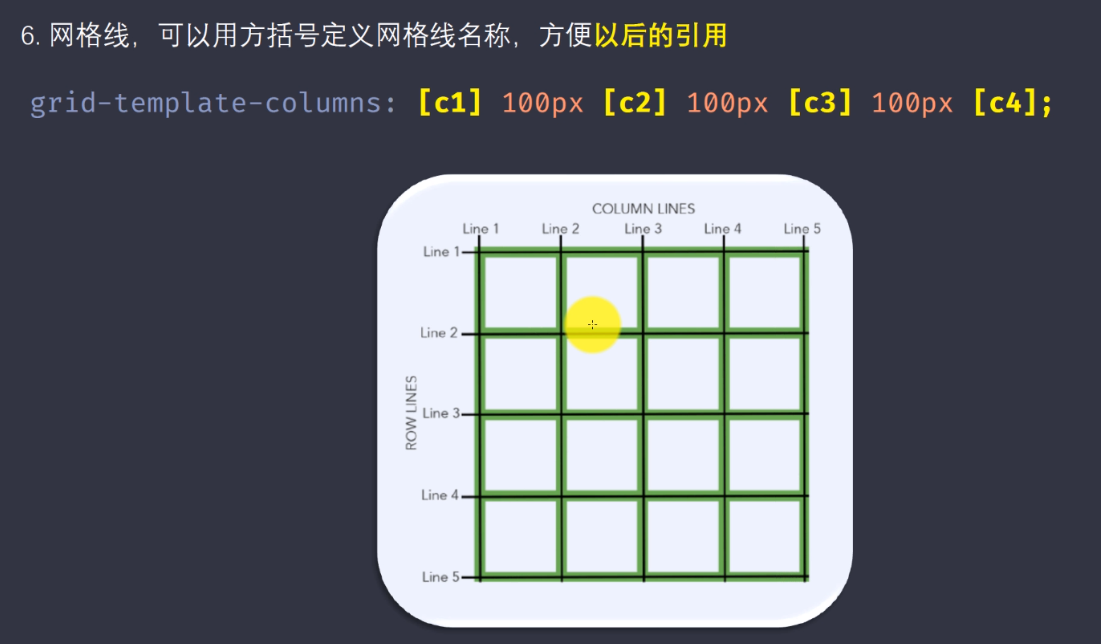 6. 网格线，可以用方括号定义网格线名称，方便以后的引用
grid-template-columns: [c1] 100px [c2] 100px [c3] 100px [c4];
COLUMN LINES
Line 1 Line 2 Line 3 Line 4 Line 5
Line 1
Line 2
ROW LINES
Line 3
Line 4
Line 5